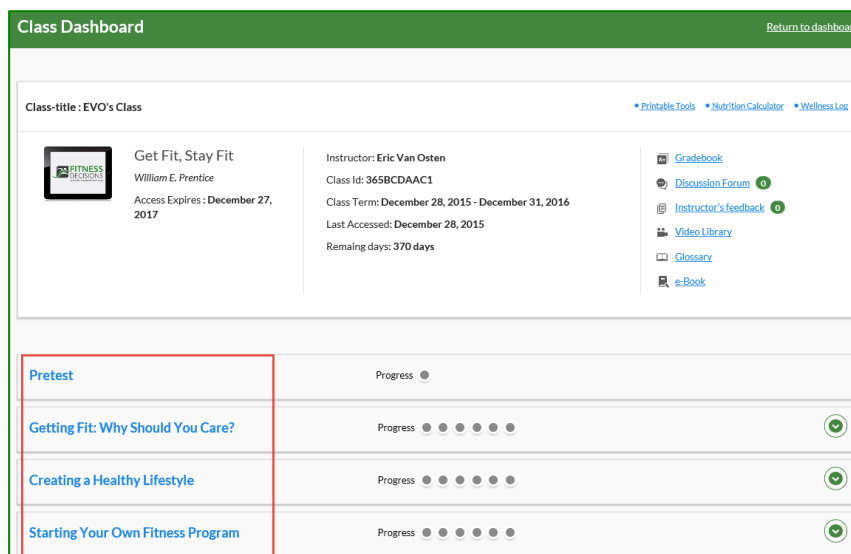 Class Dashboard
Return to dashboar
Class-title : EVO's Class
Printable Tools
Nutrition Calculator
Wellness Log
FITNESS
DECISIONS
Get Fit, Stay Fit
William E. Prentice
Access Expires : December 27,
2017
Instructor: Eric Van Osten
Class Id: 365BCDAAC1
Class Term: December 28, 2015 - December 31, 2016
Last Accessed: December 28, 2015
Remaing days: 370 days
A+ Gradebook
Discussion Forum 0
Instructor's feedback 0
Video Library
Glossary
e-Book
Pretest
Progress
Getting Fit: Why Should You Care?
Progress
Creating a Healthy Lifestyle
Progress
Starting Your Own Fitness Program
Progress